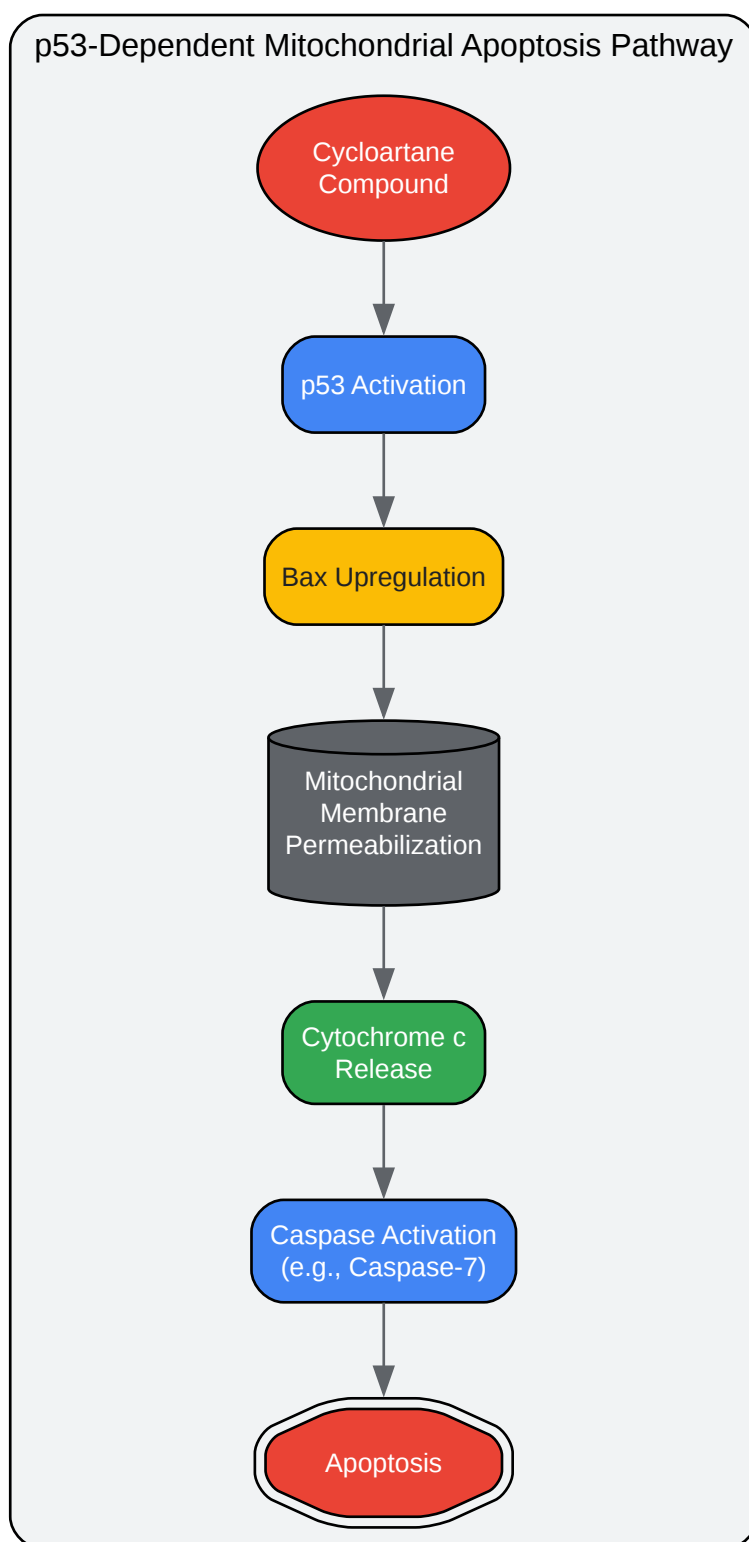 p53-Dependent Mitochondrial Apoptosis Pathway
Cycloartane
Compound
p53 Activation
Bax Upregulation
Mitochondrial
Membrane
Permeabilization
Cytochrome c
Release
Caspase Activation
(e.g., Caspase-7)
Apoptosis